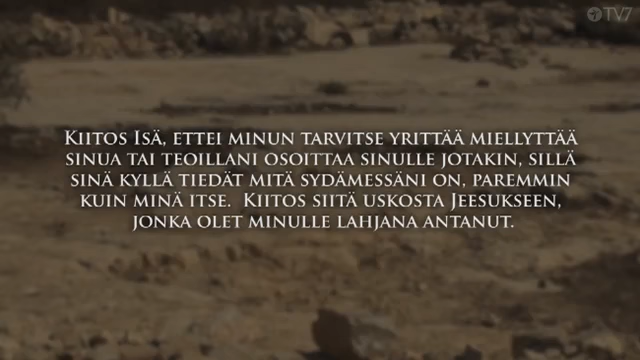 TV7
Kiitos Isä, ettei minun tarvitse yrittää miellyttää
sinua tai teoillani osoittaa sinulle jotakin, sillä
sinä kyllä tiedät mitä sydämessäni on, paremmin
kuin minä itse. Kiitos siitä uskosta Jeesukseen,
jonka olet minulle lahjana antanut.